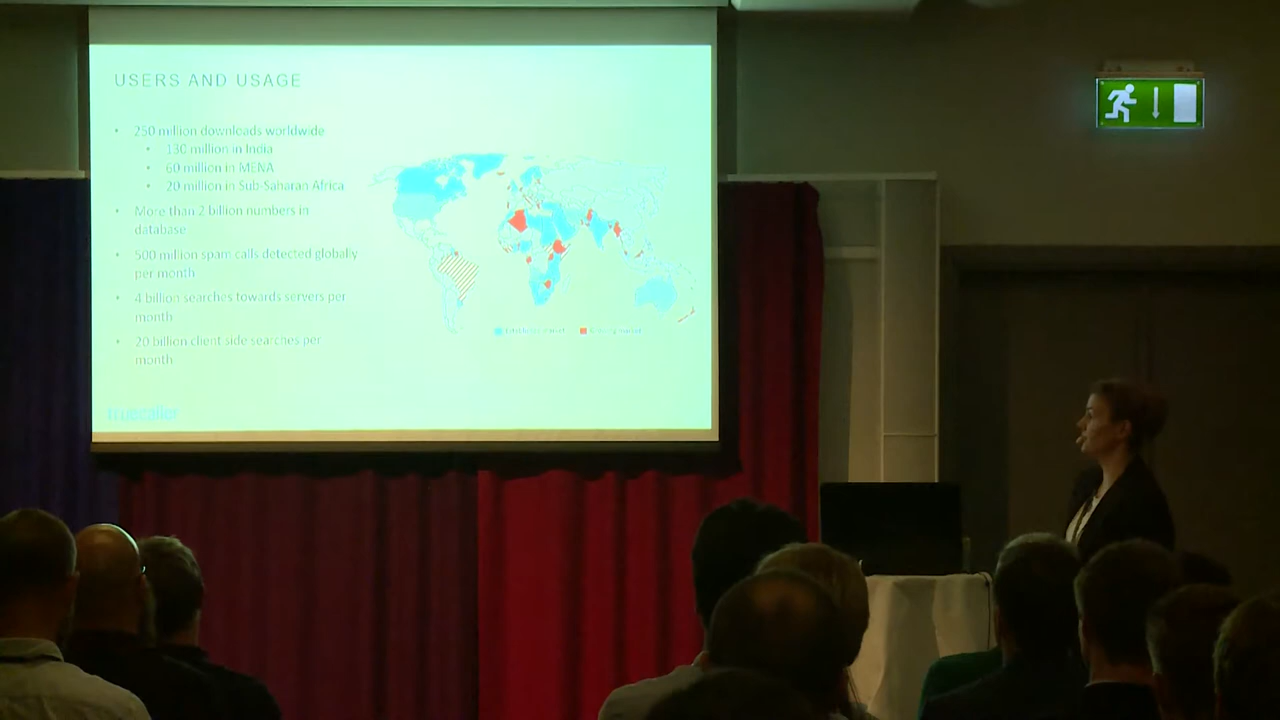 USERS AND USAGE
• 250 million downloads worldwide
• 130 million in India
• 60 million in MENA
• 20 million in Sub-Saharan Africa
• More than 2 billion numbers in
database
• 500 million spam calls detected globally
per month
• 4 billion searches towards servers per
month
• 20 billion client side searches per
month
truecaller